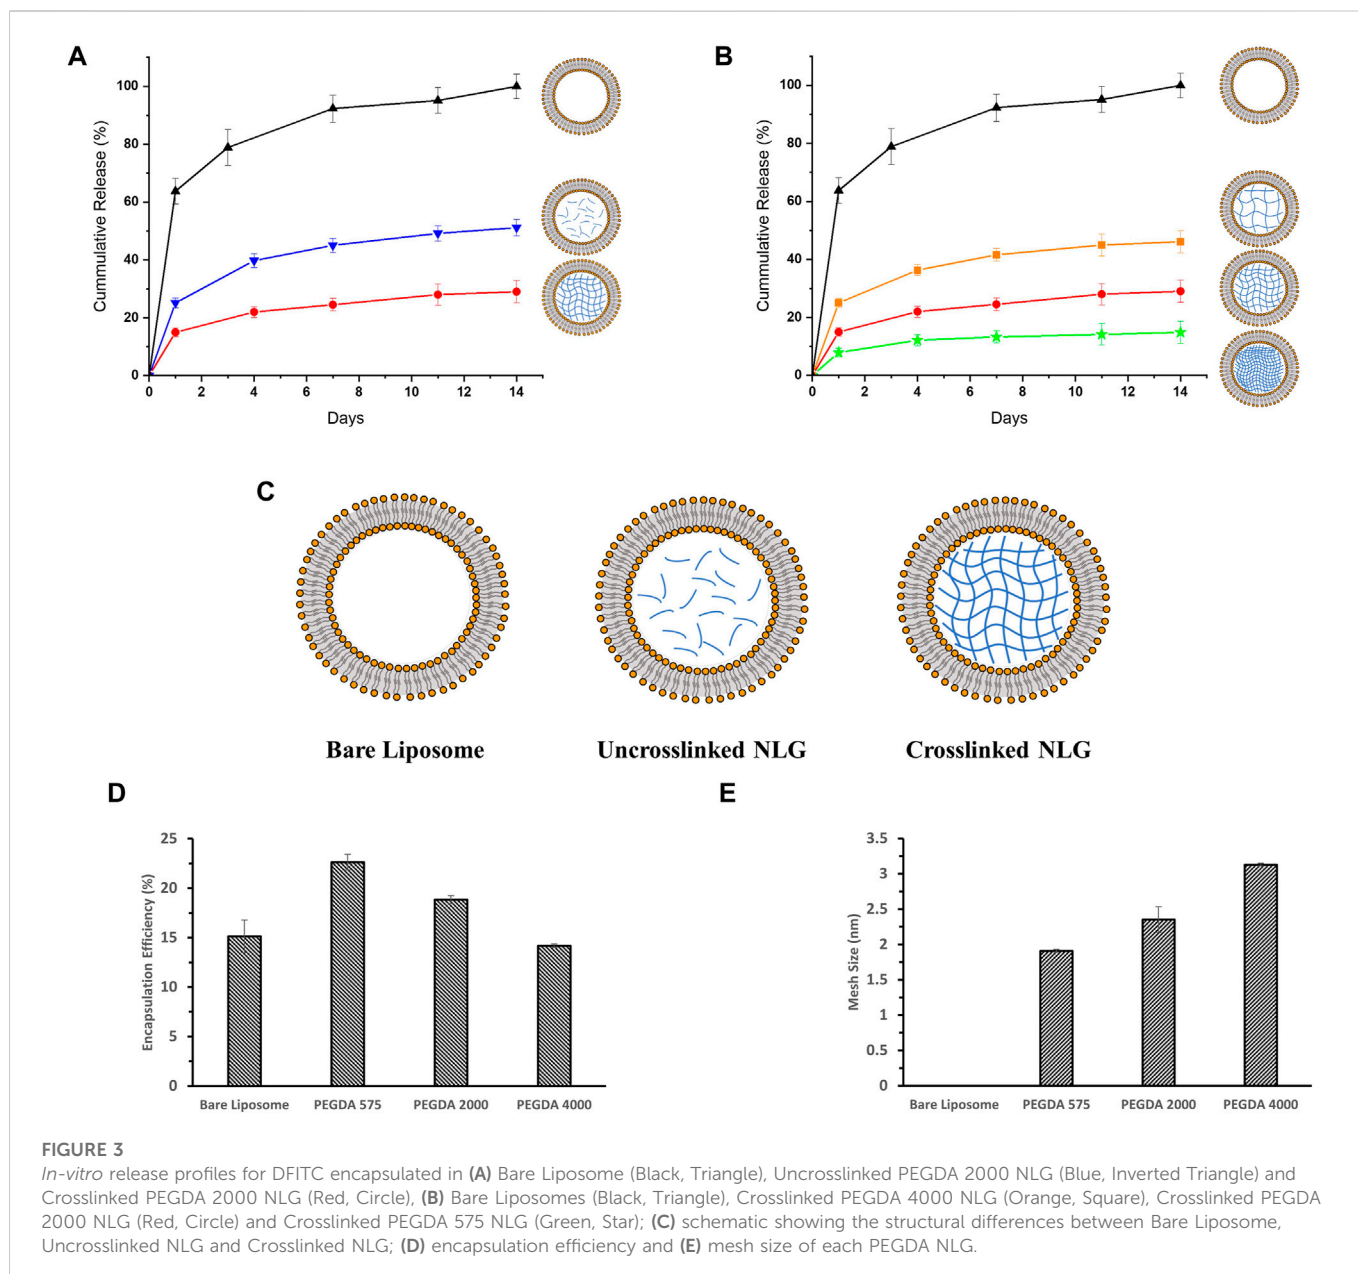 A
Cummulative Release (%)
100
80
60
40
20
0
0 2 4 6 8 10 12 14
Days
B
Cummulative Release (%)
100
80
60
40
20
0
0 2 4 6 8 10 12 14
Days
C
Bare Liposome Uncrosslinked NLG Crosslinked NLG
D
Encapsulation Efficiency (%)
25
20
15
10
5
0
Bare Liposome PEGDA 575 PEGDA 2000 PEGDA 4000
E
Mesh Size (nm)
3.5
3
2.5
2
1.5
1
0.5
0
Bare Liposome PEGDA 575 PEGDA 2000 PEGDA 4000
FIGURE 3
In-vitro release profiles for DFITC encapsulated in (A) Bare Liposome (Black, Triangle), Uncrosslinked PEGDA 2000 NLG (Blue, Inverted Triangle) and
Crosslinked PEGDA 2000 NLG (Red, Circle), (B) Bare Liposomes (Black, Triangle), Crosslinked PEGDA 4000 NLG (Orange, Square), Crosslinked PEGDA
2000 NLG (Red, Circle) and Crosslinked PEGDA 575 NLG (Green, Star); (C) schematic showing the structural differences between Bare Liposome,
Uncrosslinked NLG and Crosslinked NLG; (D) encapsulation efficiency and (E) mesh size of each PEGDA NLG.